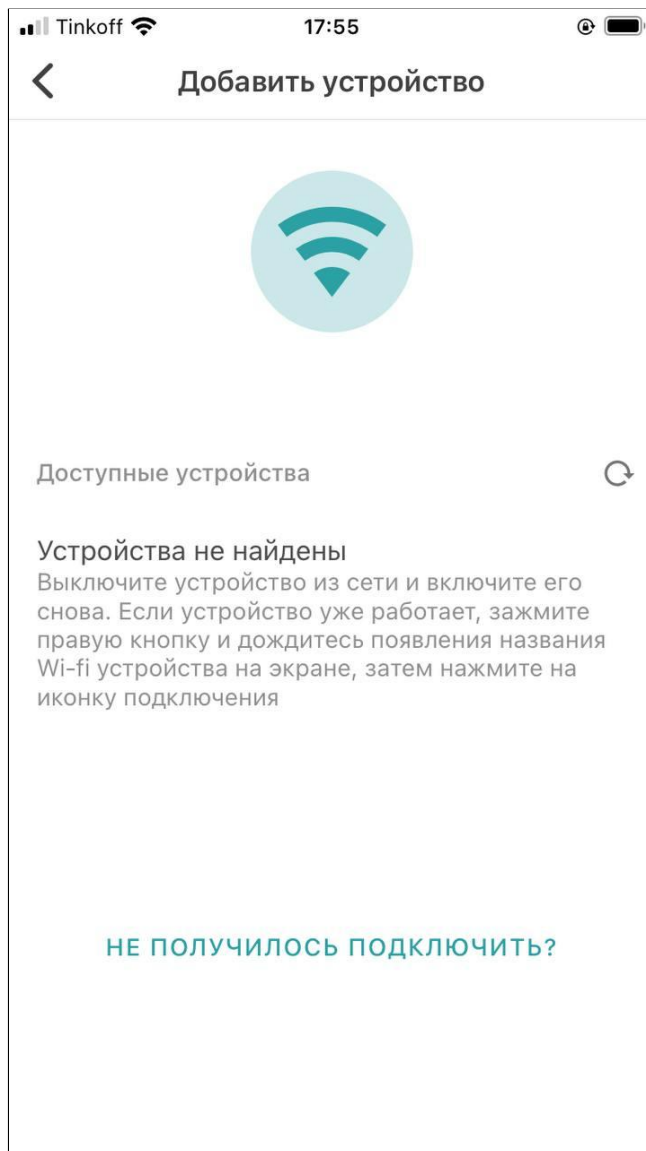 Tinkoff 17:55
Добавить устройство
Доступные устройства
Устройства не найдены
Выключите устройство из сети и включите его
снова. Если устройство уже работает, зажмите
правую кнопку и дождитесь появления названия
Wi-fi устройства на экране, затем нажмите на
иконку подключения
НЕ ПОЛУЧИЛОСЬ ПОДКЛЮЧИТЬ?